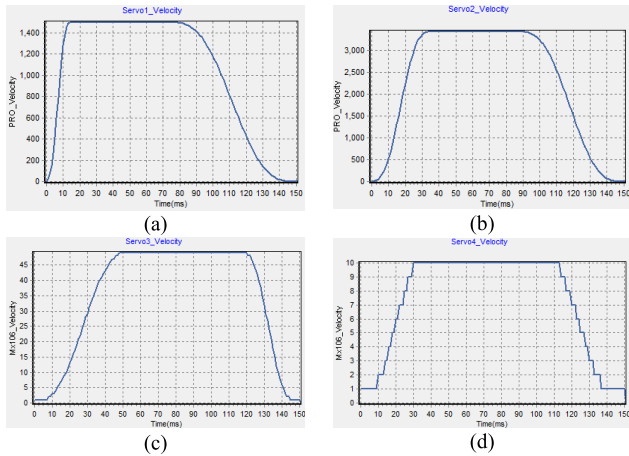 Servo1_Velocity
PRO_Velocity
1,400
1,200
1,000
800
600
400
200
0
0 10 20 30 40 50 60 70 80 90 100 110 120 130 140 150
Time(ms)
(a)
Servo2_Velocity
PRO_Velocity
3,000
2,500
2,000
1,500
1,000
500
0
0 10 20 30 40 50 60 70 80 90 100 110 120 130 140 150
Time(ms)
(b)
Servo3_Velocity
Mx106_Velocity
45
40
35
30
25
20
15
10
5
0
0 10 20 30 40 50 60 70 80 90 100 110 120 130 140 150
Time(ms)
(c)
Servo4_Velocity
Mx106_Velocity
10
9
8
7
6
5
4
3
2
1
0
0 10 20 30 40 50 60 70 80 90 100 110 120 130 140 150
Time(ms)
(d)